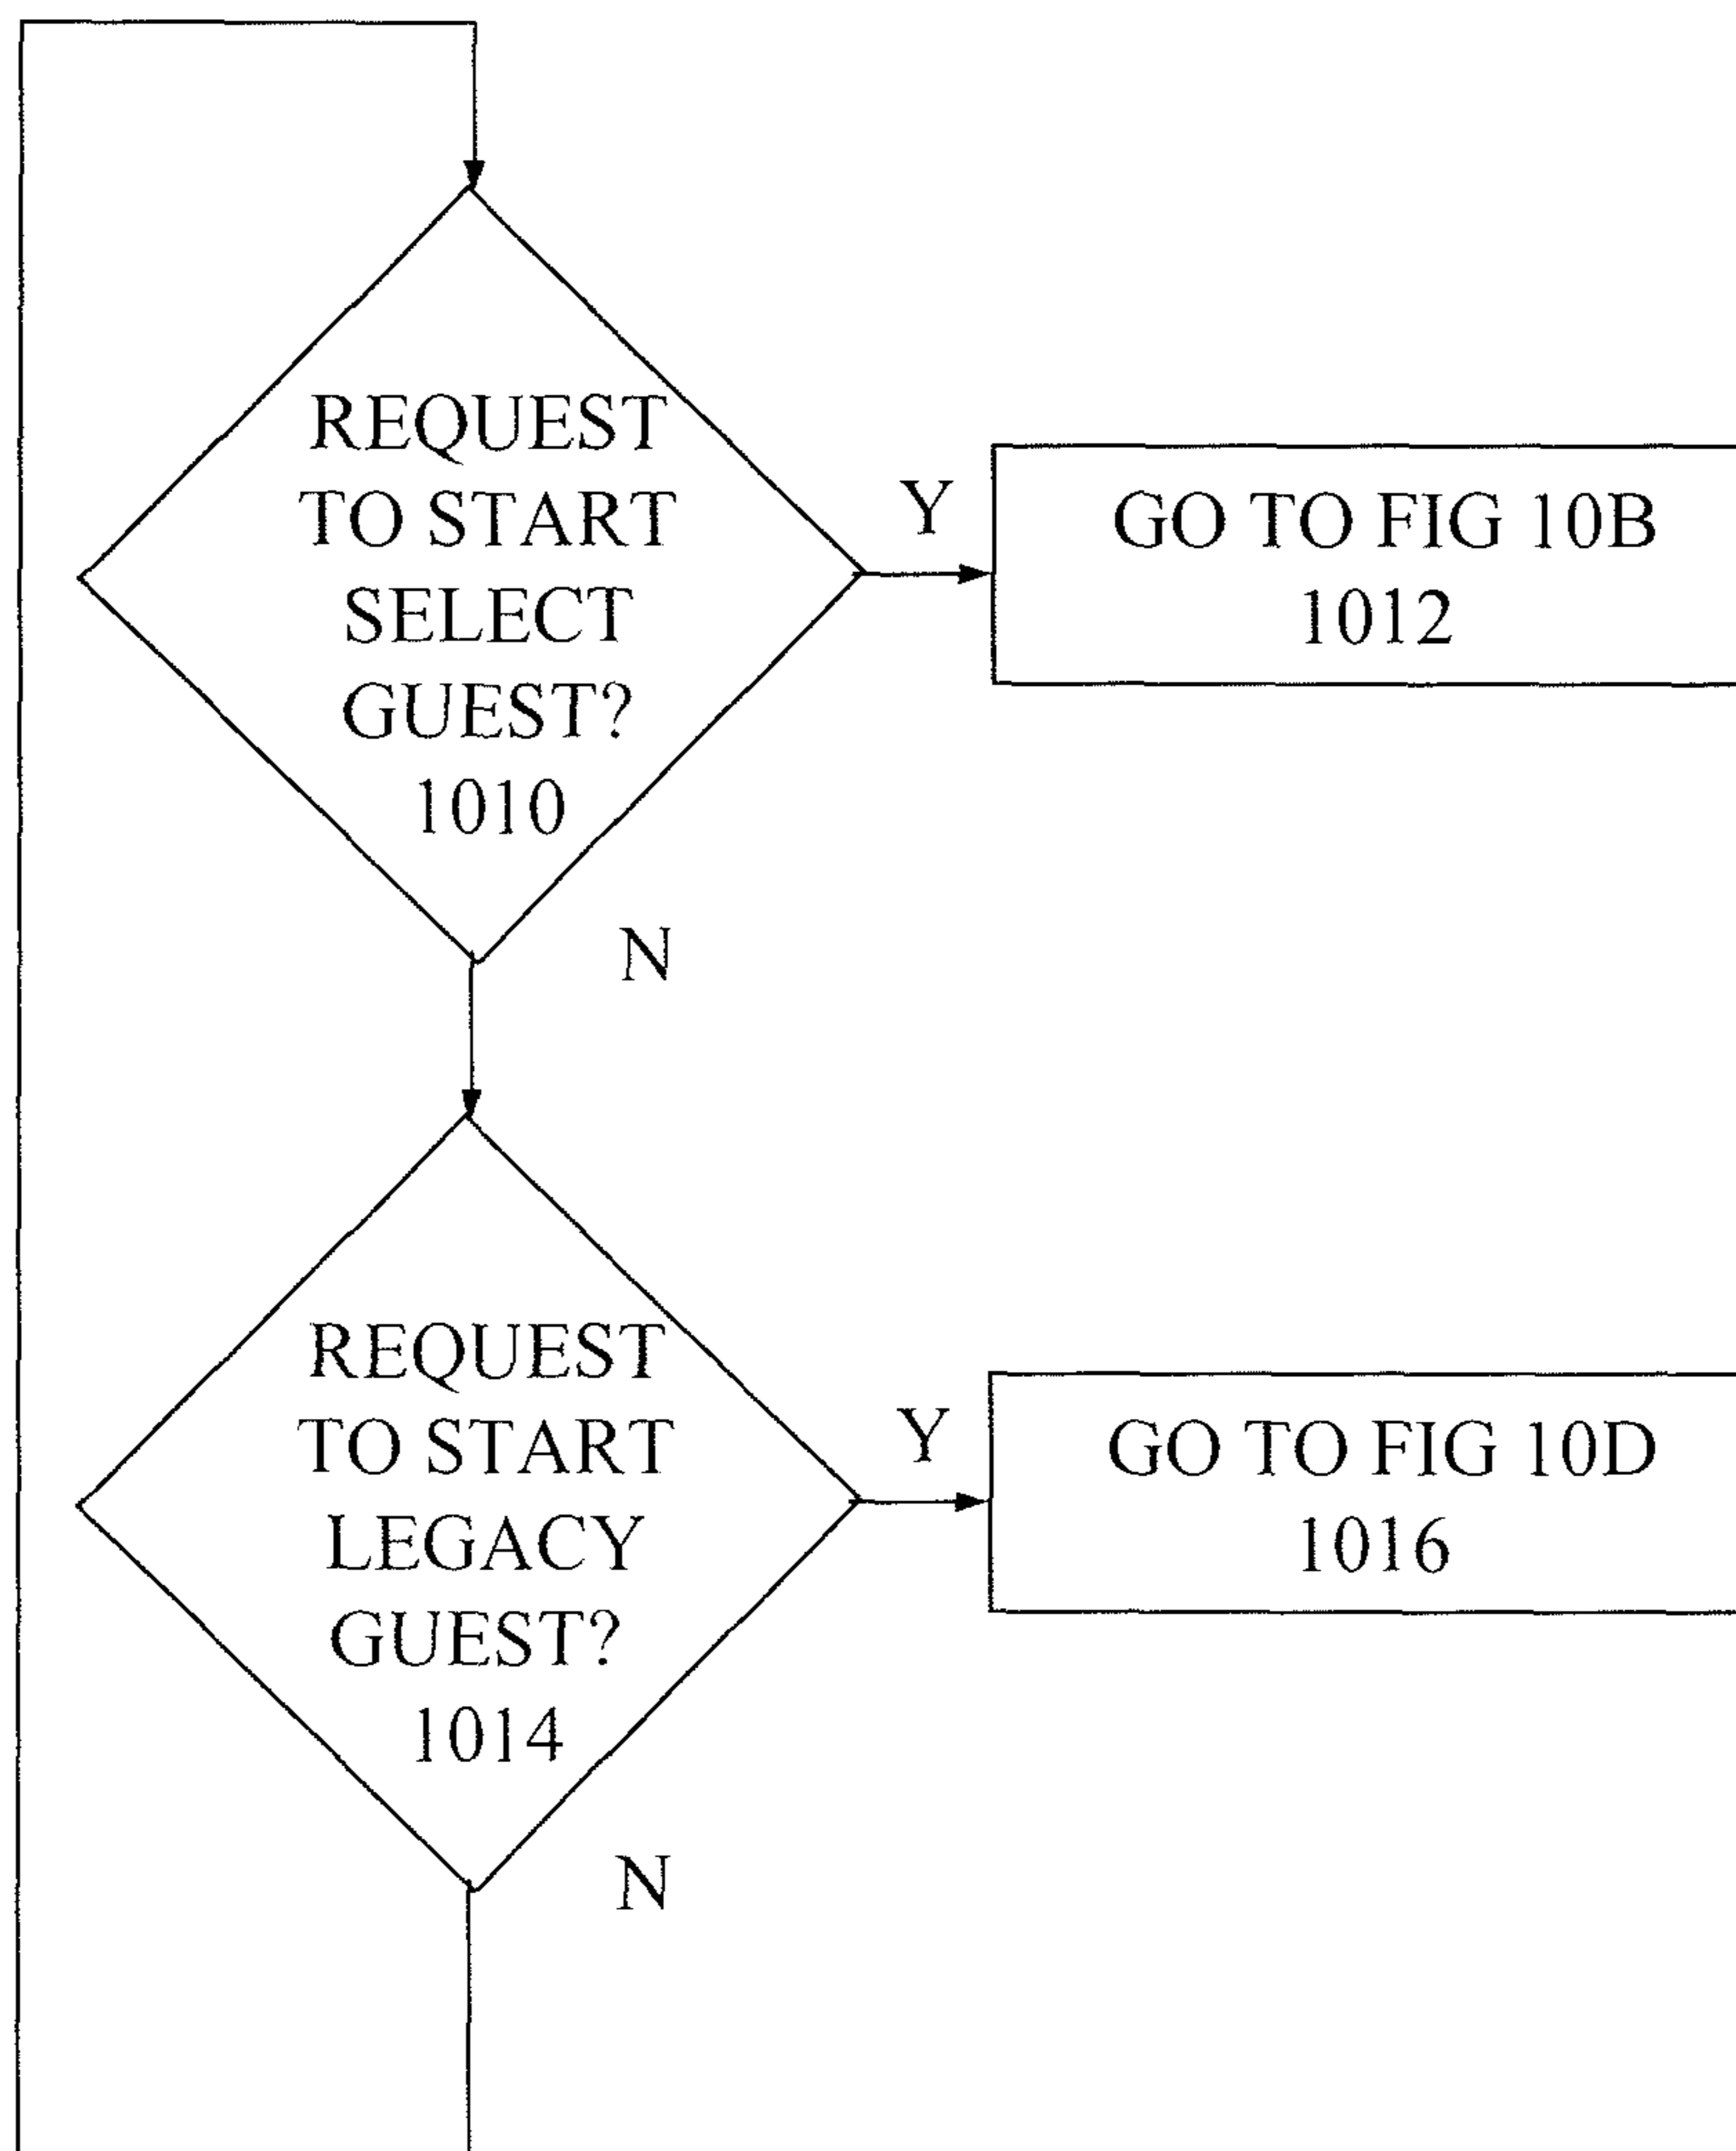 REQUEST
TO START
SELECT
GUEST?
1010
Y
GO TO FIG 10B
1012
N
REQUEST
TO START
LEGACY
GUEST?
1014
Y
GO TO FIG 10D
1016
N